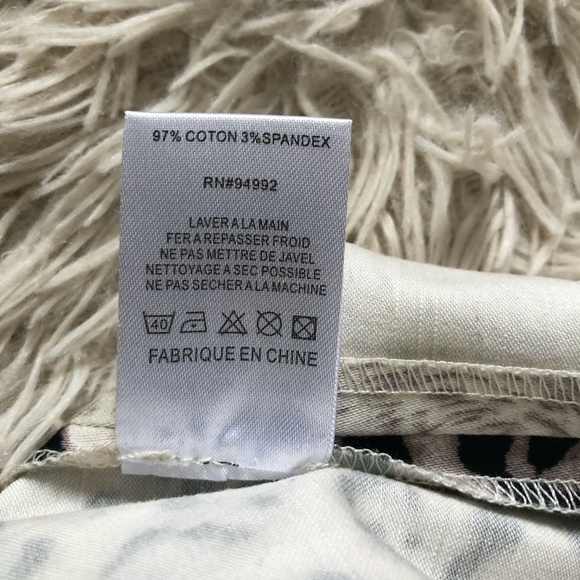 97% COTON 3%SPANDEX
RN#94992
LAVER A LA MAIN
FER A REPASSER FROID
NE PAS METTRE DE JAVEL
NETTOYAGE A SEC POSSIBLE
NE PAS SECHER A LA MACHINE
40
FABRIQUE EN CHINE